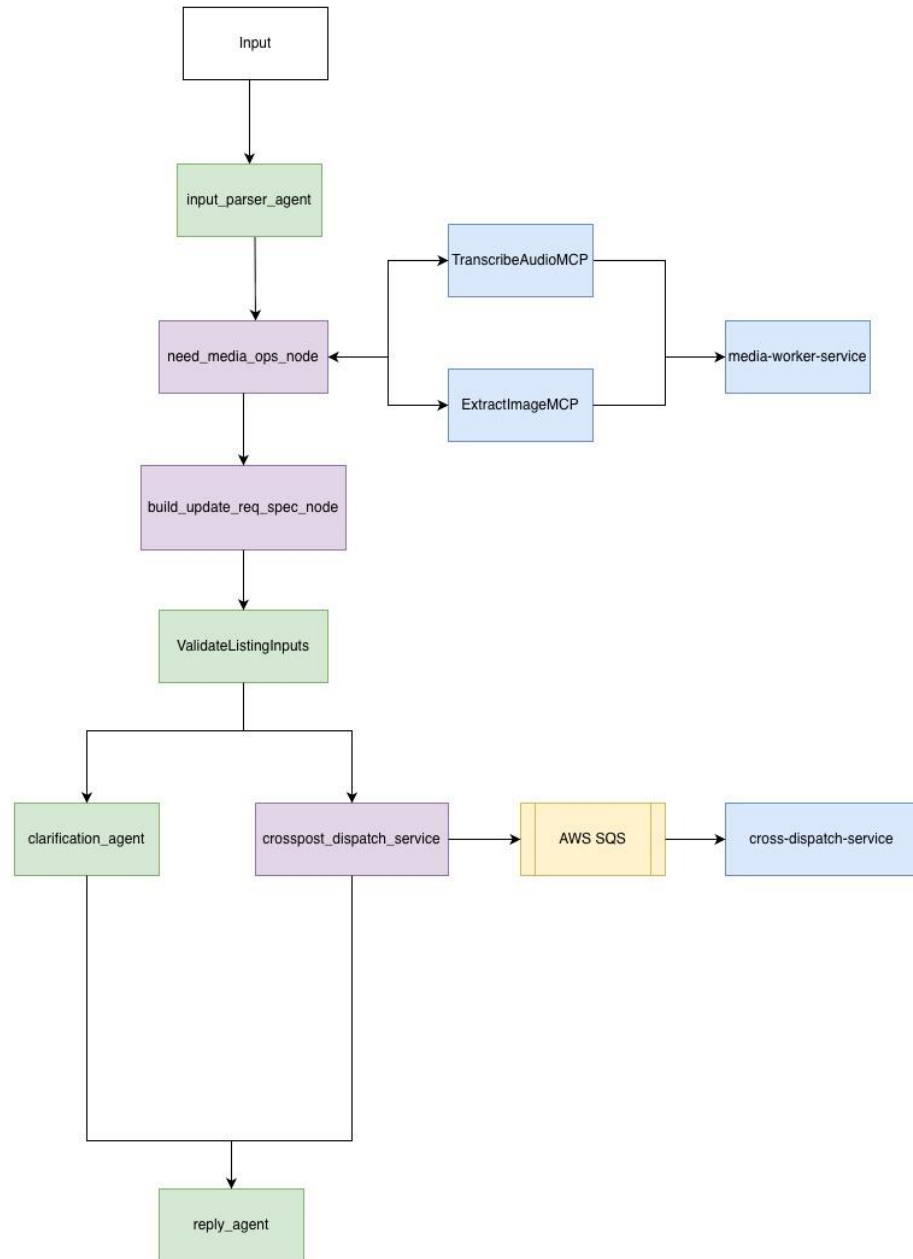 Input
input_parser_agent
TranscribeAudioMCP
need_media_ops_node
media-worker-service
ExtractImageMCP
build_update_req_spec_node
ValidateListingInputs
clarification_agent
crosspost_dispatch_service
AWS SQS
cross-dispatch-service
reply_agent